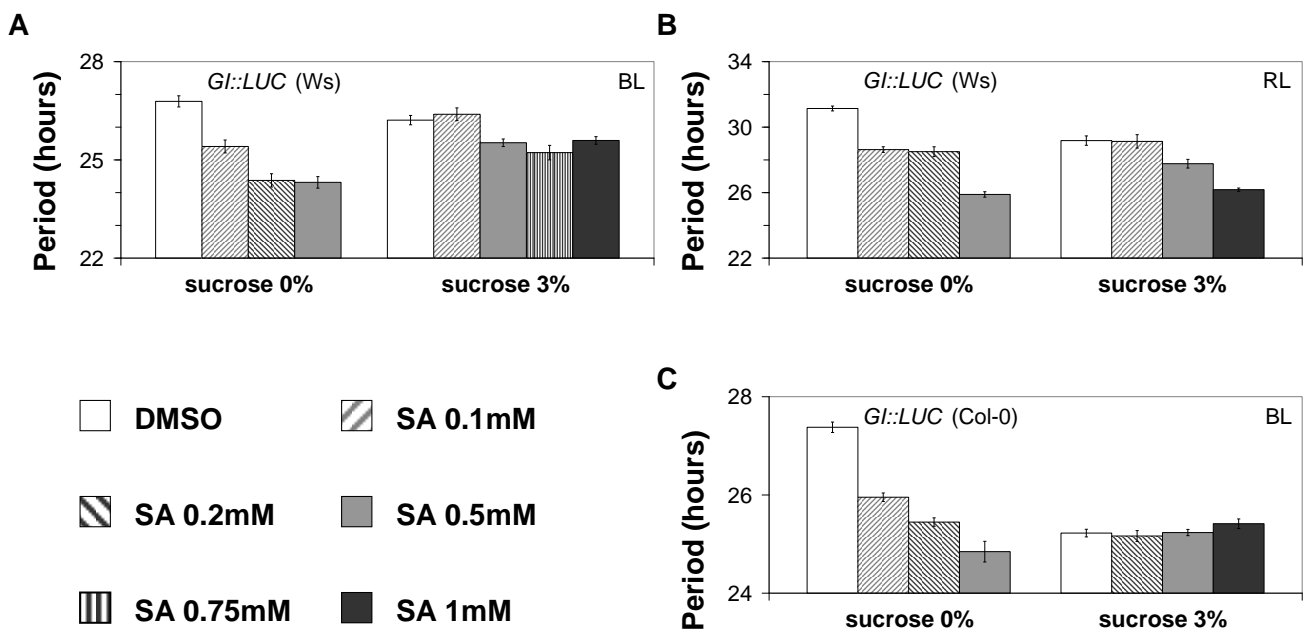 A
Period (hours)
28
25
22
GI::LUC (Ws)
BL
sucrose 0%
sucrose 3%
B
Period (hours)
34
30
26
22
GI::LUC (Ws)
RL
sucrose 0%
sucrose 3%
DMSO
SA 0.1mM
SA 0.2mM
SA 0.5mM
SA 0.75mM
SA 1mM
C
Period (hours)
28
26
24
GI::LUC (Col-0)
BL
sucrose 0%
sucrose 3%